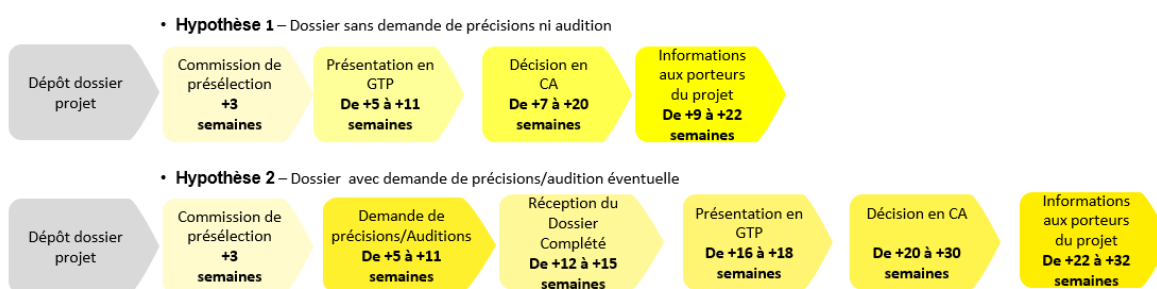 • Hypothèse 1 – Dossier sans demande de précisions ni audition
Dépôt dossier
projet
Commission de
présélection
+3
semaines
Présentation en
GTP
De +5 à +11
semaines
Décision en
CA
De +7 à +20
semaines
Informations
aux porteurs
du projet
De +9 à +22
semaines
• Hypothèse 2 – Dossier avec demande de précisions/audition éventuelle
Dépôt dossier
projet
Commission de
présélection
+3
semaines
Demande de
précisions/Auditions
De +5 à +11
semaines
Réception du
Dossier
Complété
De +12 à +15
semaines
Présentation en
GTP
De +16 à +18
semaines
Décision en CA
De +20 à +30
semaines
Informations
aux porteurs
du projet
De +22 à +32
semaines